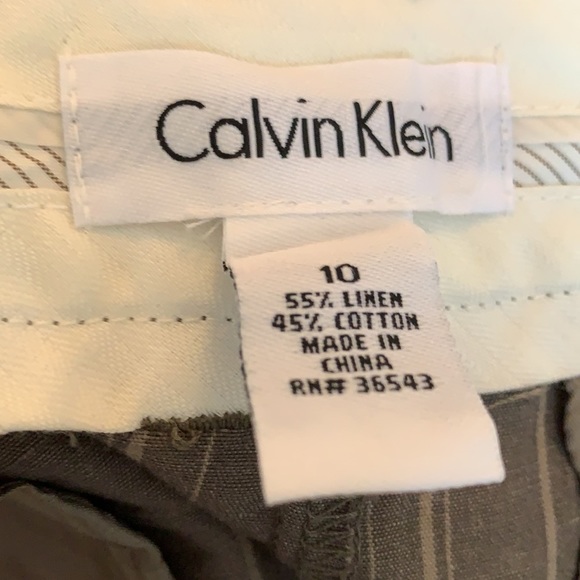 Calvin Klein
10
55% LINEN
45% COTTON
MADE IN
CHINA
RN# 36543